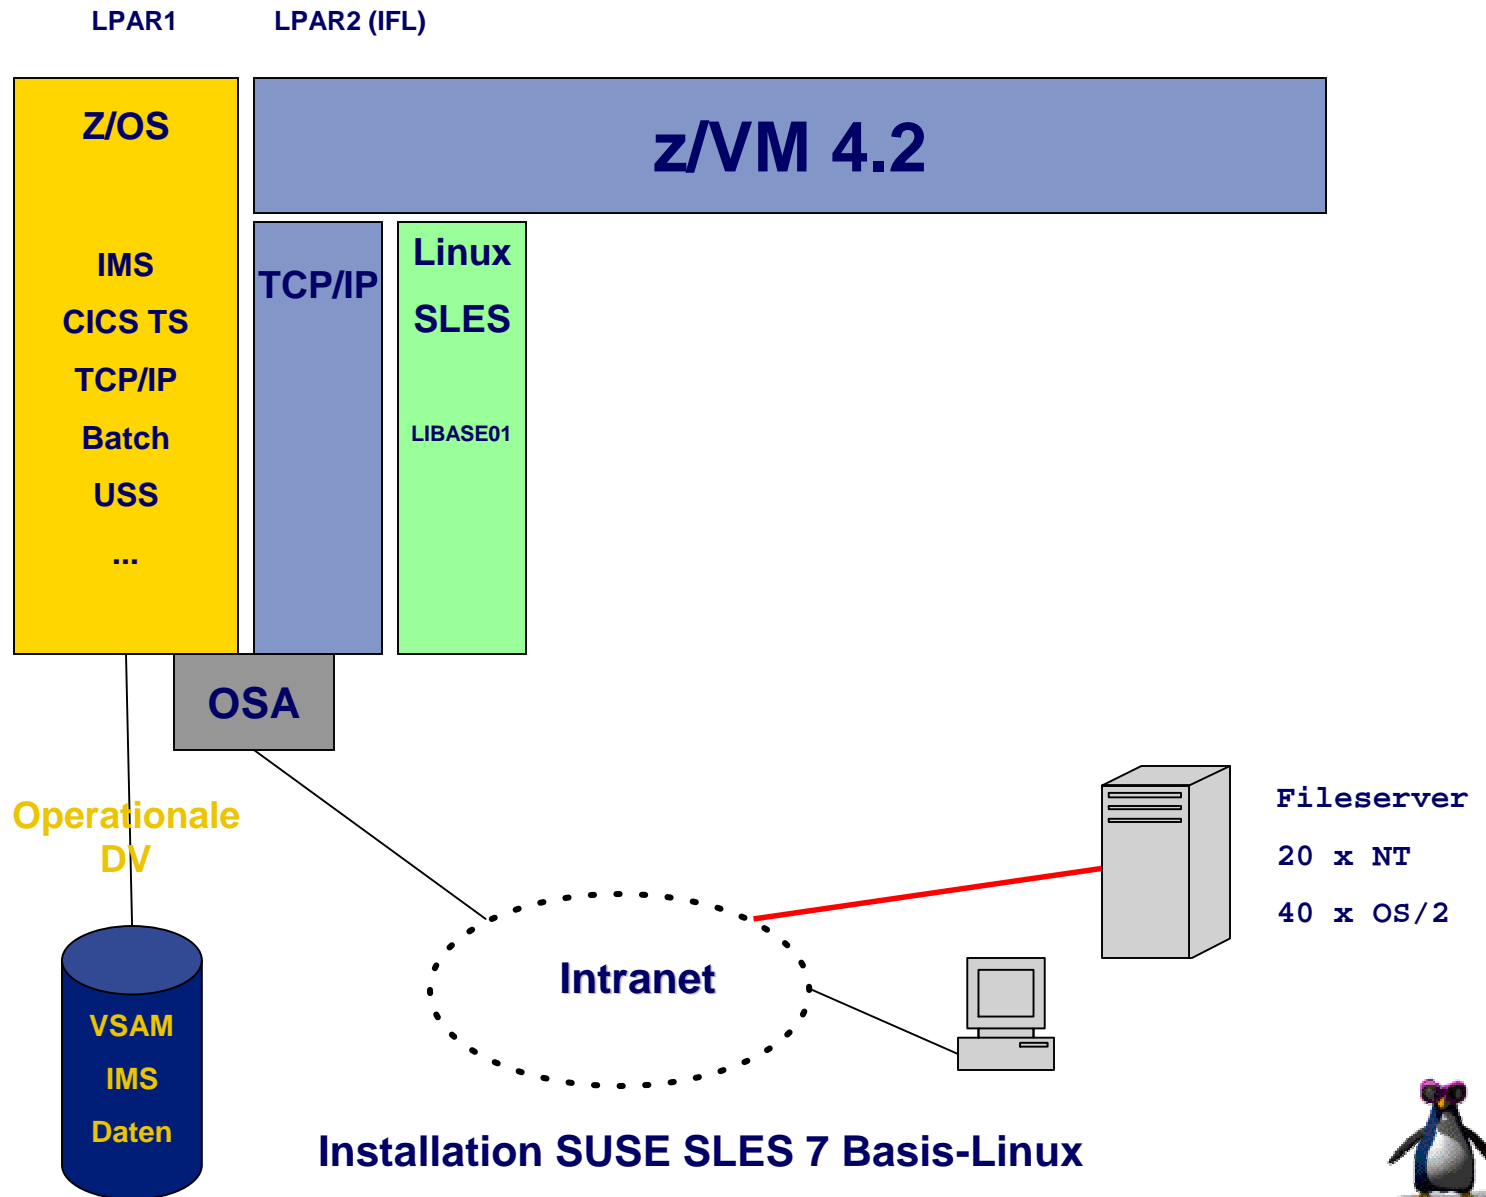 LPAR1
LPAR2 (IFL)
Z/OS
IMS
CICS TS
TCP/IP
Batch
USS
...
z/VM 4.2
TCP/IP
Linux
SLES
LIBASE01
OSA
Operationale
DV
VSAM
IMS
Daten
Intranet
Fileserver
20 x NT
40 x OS/2
Installation SUSE SLES 7 Basis-Linux